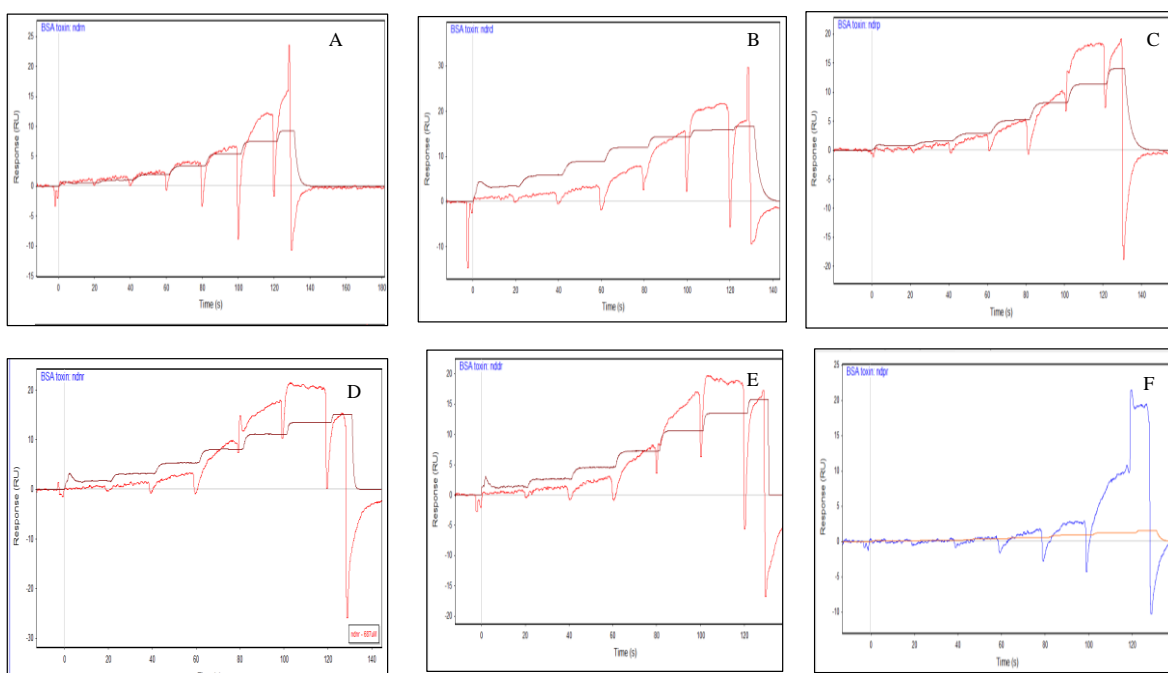 BSA toxin: ndrn
A
Response (RU)
25
20
15
10
5
0
-5
-10
-15
0 20 40 60 80 100 120 140 160 180
Time (s)
BSA toxin: ndrd
B
Response (RU)
30
20
10
0
-10
0 20 40 60 80 100 120 140
Time (s)
BSA toxin: ndrp
C
Response (RU)
20
15
10
5
0
-5
-10
-15
-20
0 20 40 60 80 100 120 140
Time (s)
BSA toxin: ndnr
D
Response (RU)
20
10
0
-10
-20
-30
0 20 40 60 80 100 120 140
BSA toxin: nddr
E
Response (RU)
20
15
10
5
0
-5
-10
-15
-20
0 20 40 60 80 100 120
Time (s)
BSA toxin: ndpr
F
Response (RU)
25
20
15
10
5
0
-5
-10
0 20 40 60 80 100 120
Time (s)